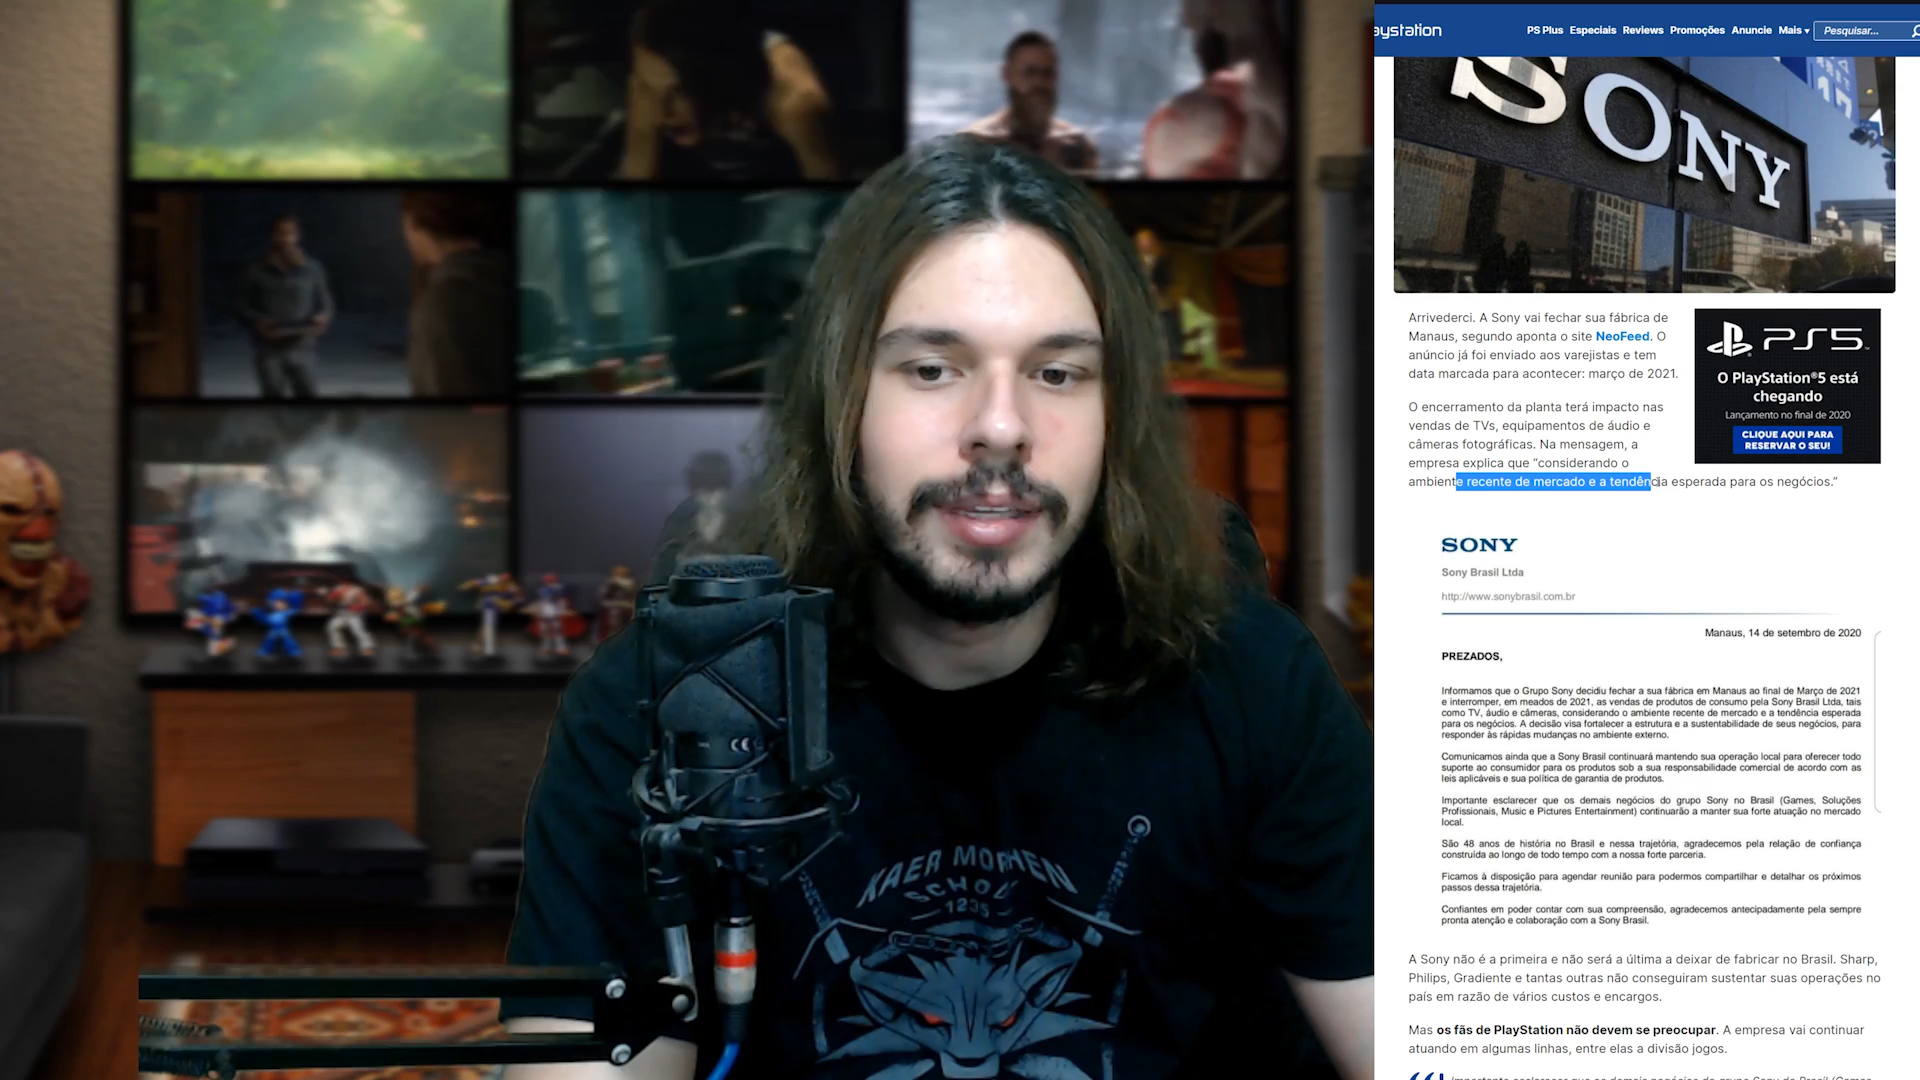 aystation
PS Plus Especiais Reviews Promoções Anuncie Mais
Pesquisar...
SONY
Arrivederci. A Sony vai fechar sua fábrica de
Manaus, segundo aponta o site NeoFeed. O
anúncio já foi enviado aos varejistas e tem
data marcada para acontecer: março de 2021.
O encerramento da planta terá impacto nas
vendas de TVs, equipamentos de áudio e
câmeras fotográficas. Na mensagem, a
empresa explica que “considerando o
ambiente recente de mercado e a tendência esperada para os negócios.”
PS5
O PlayStation®5 está
chegando
Lançamento no final de 2020
CLIQUE AQUI PARA
RESERVAR O SEU!
SONY
Sony Brasil Ltda
http://www.sonybrasil.com.br
Manaus, 14 de setembro de 2020
PREZADOS,
Informamos que o Grupo Sony decidiu fechar a sua fábrica em Manaus ao final de Março de 2021
e interromper, em meados de 2021, as vendas de produtos de consumo pela Sony Brasil Ltda, tais
como TV, áudio e câmeras, considerando o ambiente recente de mercado e a tendência esperada
para os negócios. A decisão visa fortalecer a estrutura e a sustentabilidade de seus negócios, para
responder às rápidas mudanças no ambiente externo.
Comunicamos ainda que a Sony Brasil continuará mantendo sua operação local para oferecer todo
suporte ao consumidor para os produtos sob a sua responsabilidade comercial de acordo com as
leis aplicáveis e sua política de garantia de produtos.
Importante esclarecer que os demais negócios do grupo Sony no Brasil (Games, Soluções
Profissionais, Music e Pictures Entertainment) continuarão a manter sua forte atuação no mercado
local.
São 48 anos de história no Brasil e nessa trajetória, agradecemos pela relação de confiança
construída ao longo de todo tempo com a nossa forte parceria.
Ficamos à disposição para agendar reunião para podermos compartilhar e detalhar os próximos
passos dessa trajetória.
Confiantes em poder contar com sua compreensão, agradecemos antecipadamente pela sempre
pronta atenção e colaboração com a Sony Brasil.
A Sony não é a primeira e não será a última a deixar de fabricar no Brasil. Sharp,
Philips, Gradiente e tantas outras não conseguiram sustentar suas operações no
país em razão de vários custos e encargos.
Mas os fãs de PlayStation não devem se preocupar. A empresa vai continuar
atuando em algumas linhas, entre elas a divisão jogos.
KAER MORHEN
SCHOOL
1235